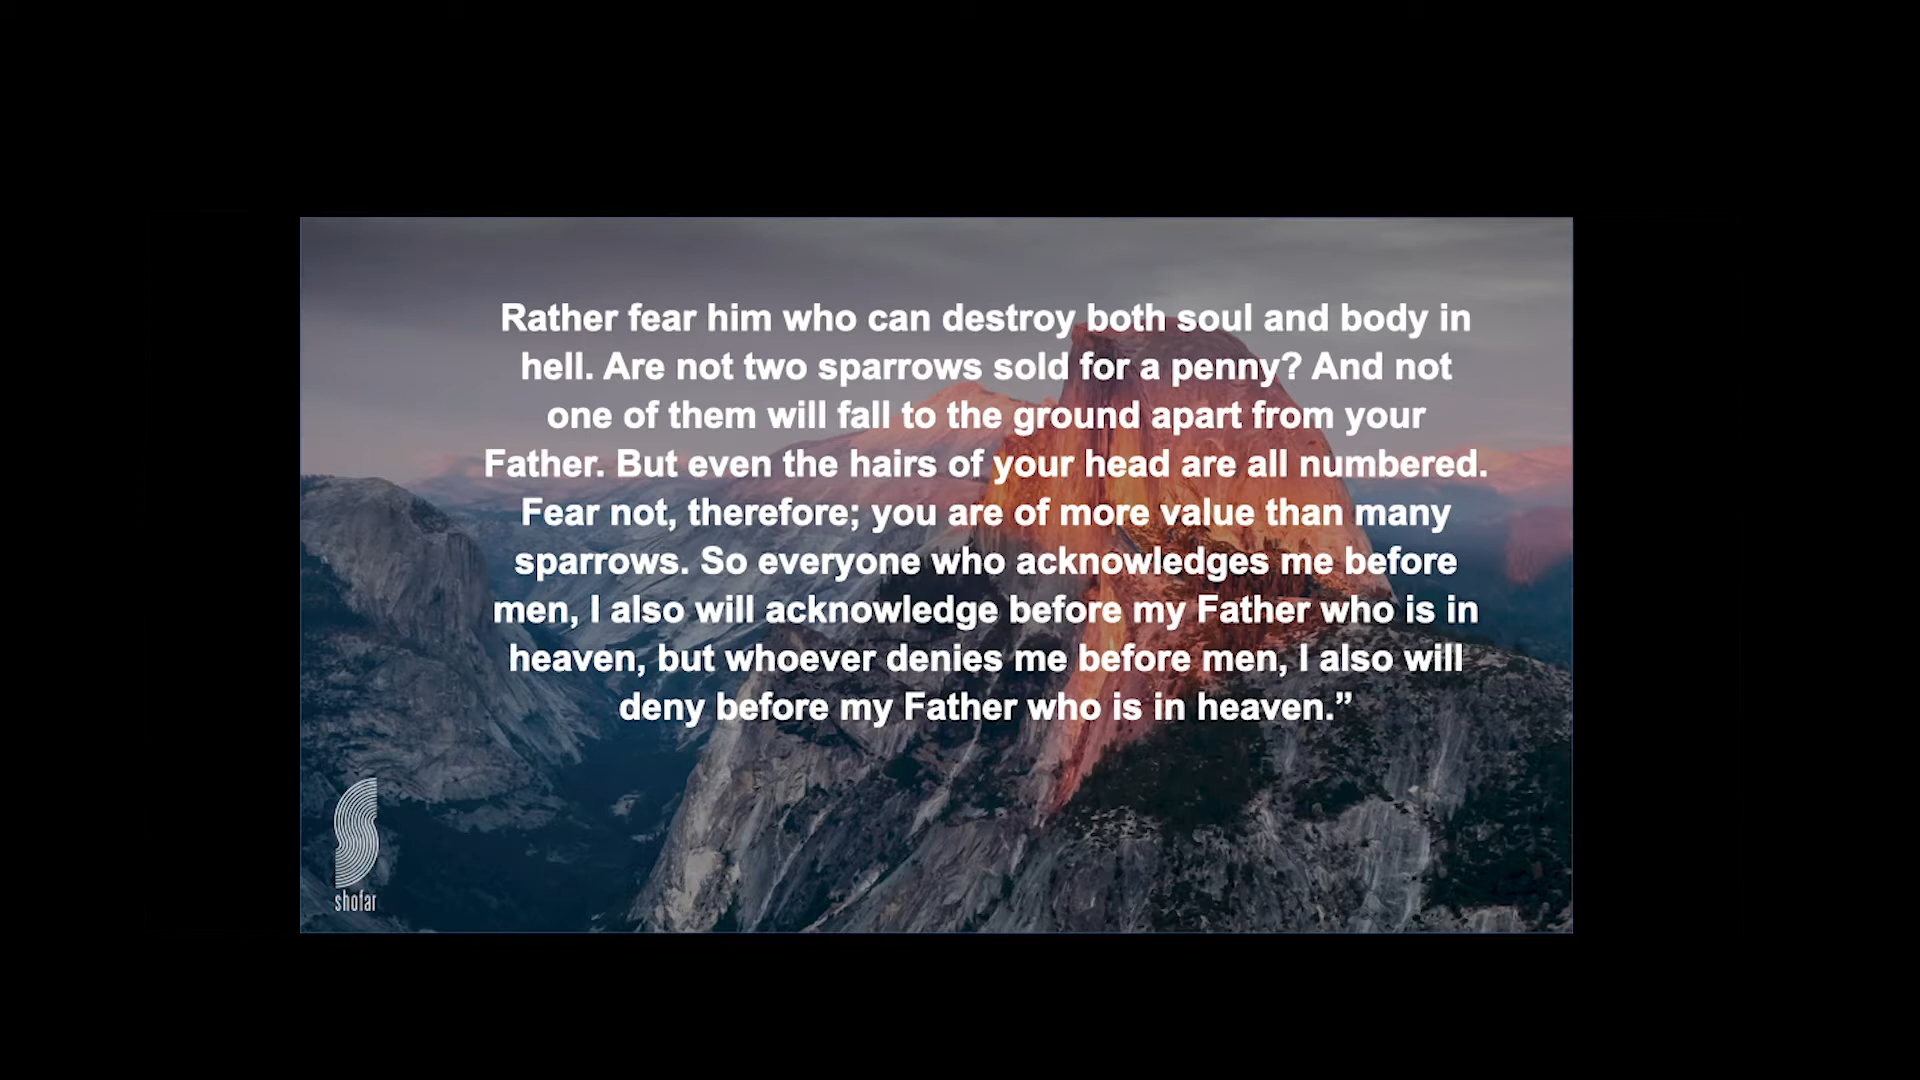 Rather fear him who can destroy both soul and body in
hell. Are not two sparrows sold for a penny? And not
one of them will fall to the ground apart from your
Father. But even the hairs of your head are all numbered.
Fear not, therefore; you are of more value than many
sparrows. So everyone who acknowledges me before
men, I also will acknowledge before my Father who is in
heaven, but whoever denies me before men, I also will
deny before my Father who is in heaven.”
shofar